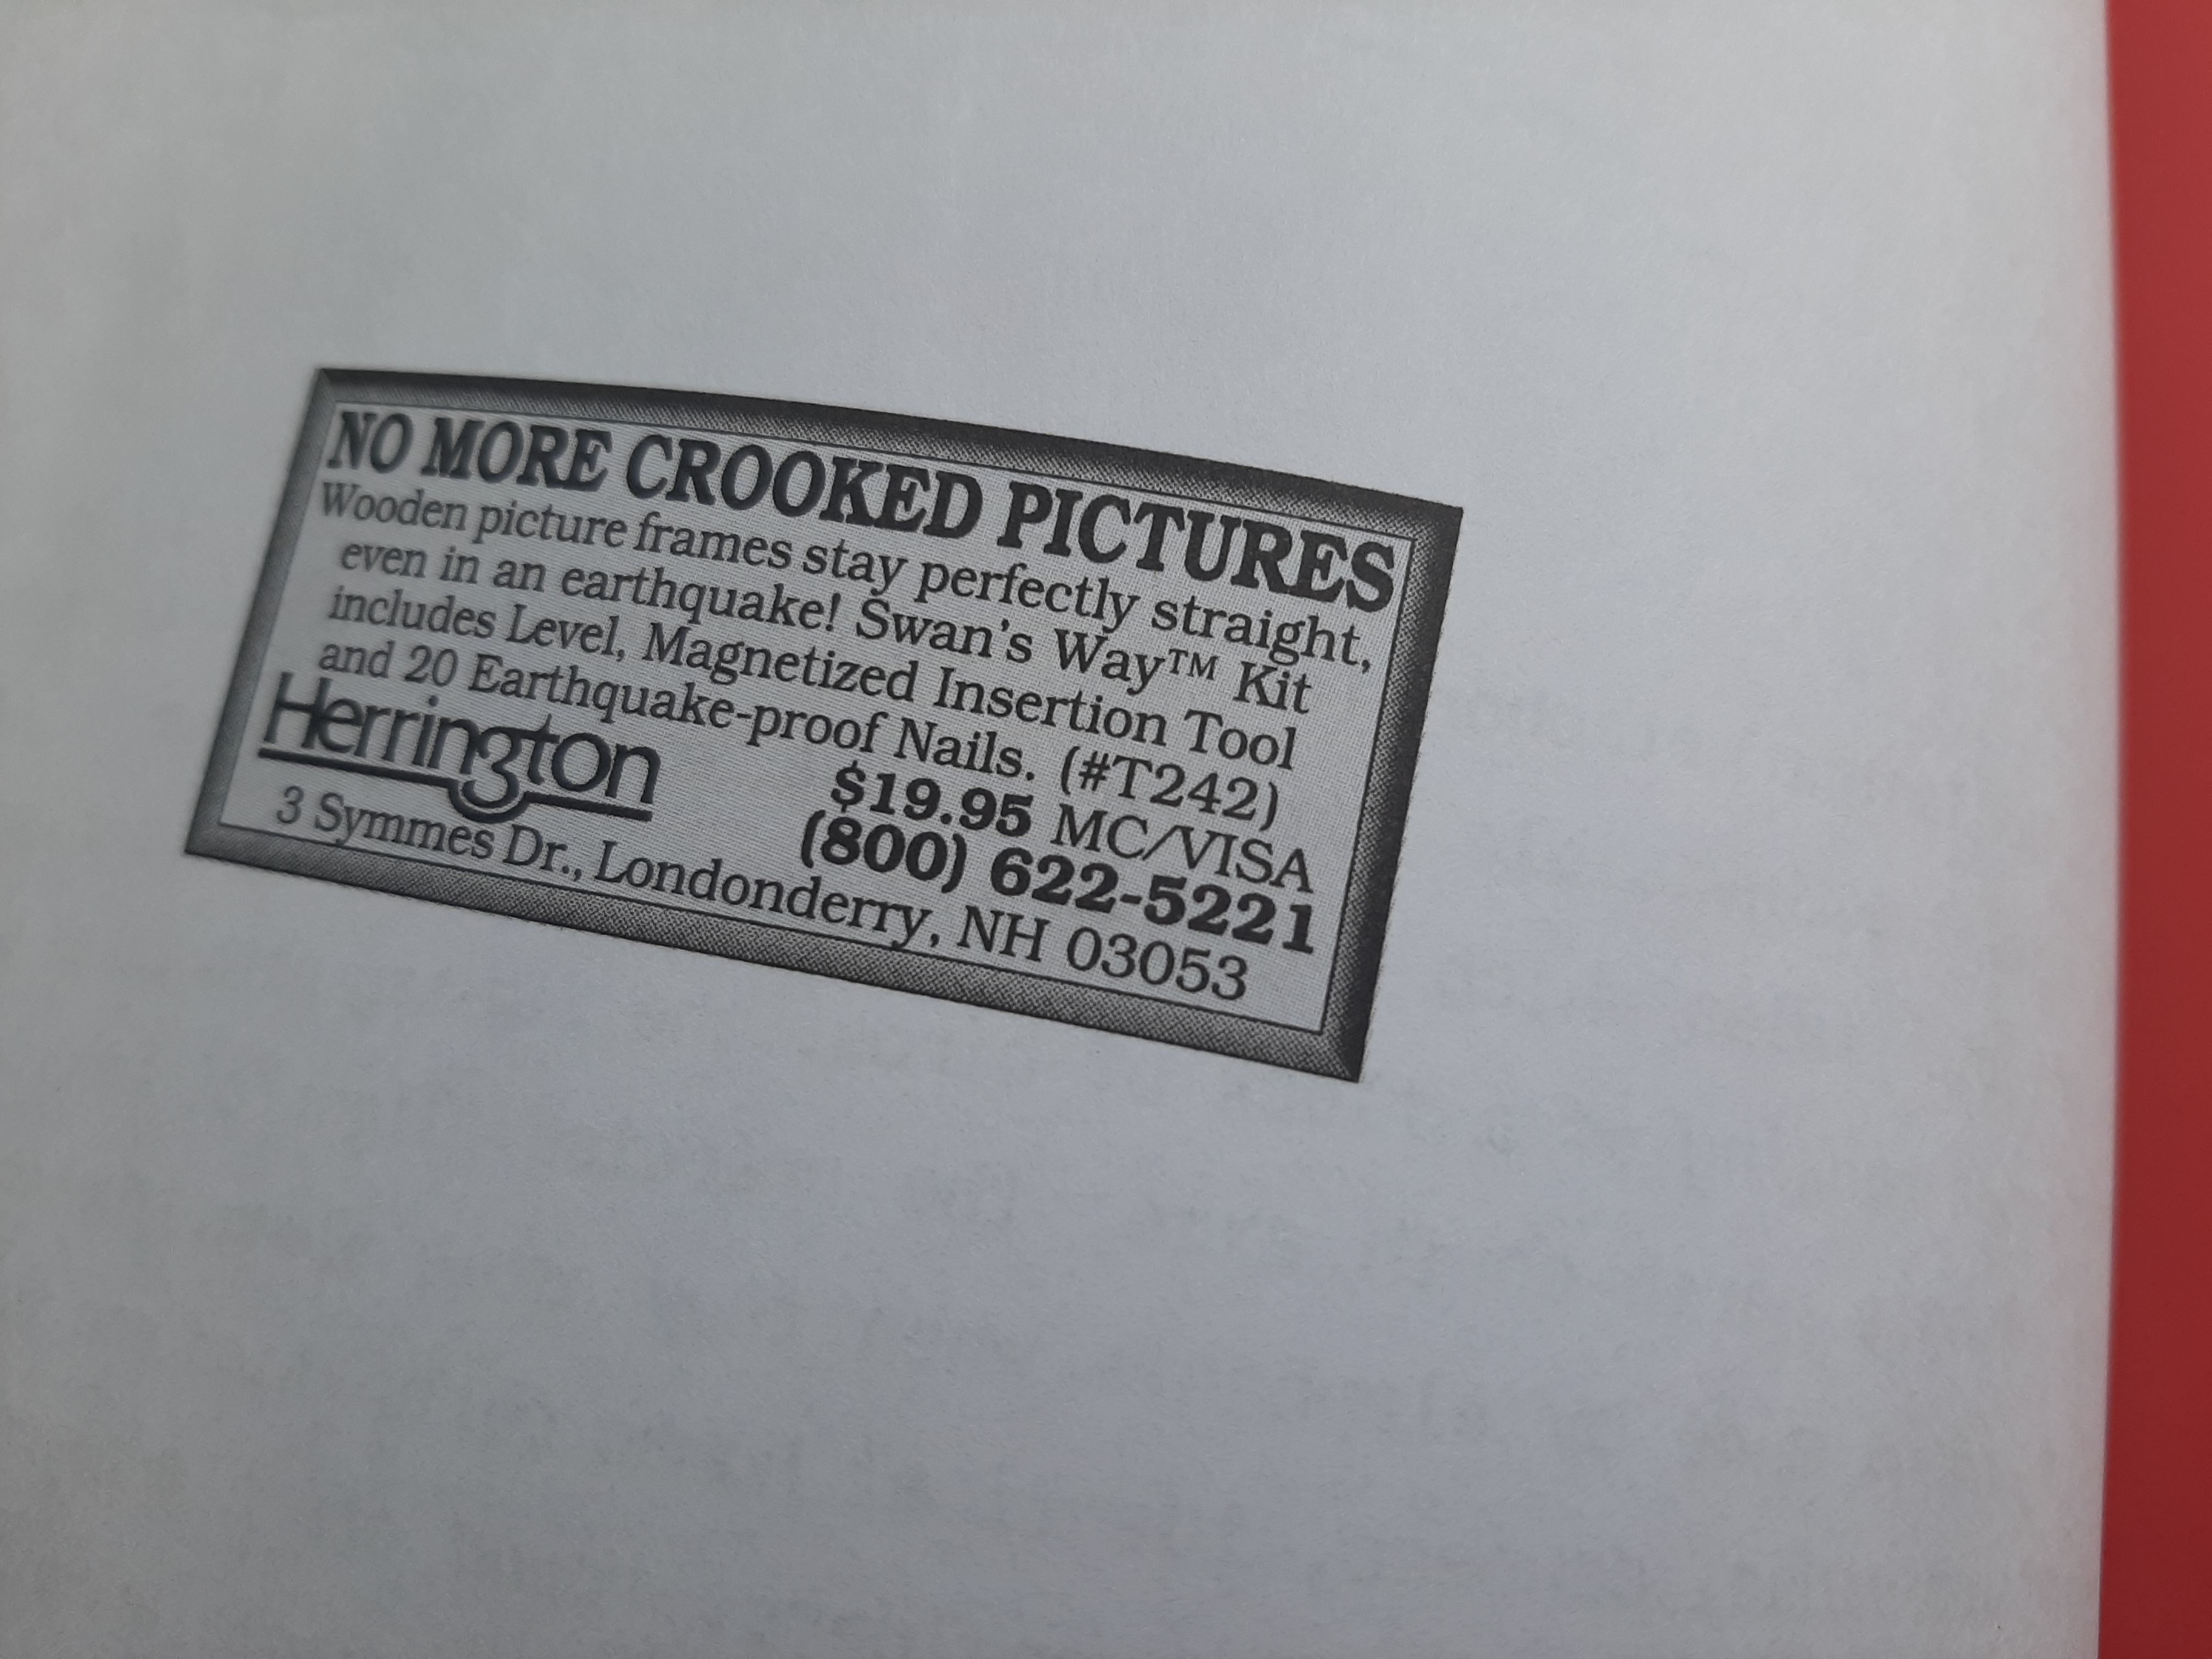 NO MORE CROOKED PICTURES
Wooden picture frames stay perfectly straight,
even in an earthquake! Swan's Way™ Kit
includes Level, Magnetized Insertion Tool
and 20 Earthquake-proof Nails. (#T242)
Herrington
$19.95 MC/VISA
(800) 622-5221
3 Symmes Dr., Londonderry, NH 03053